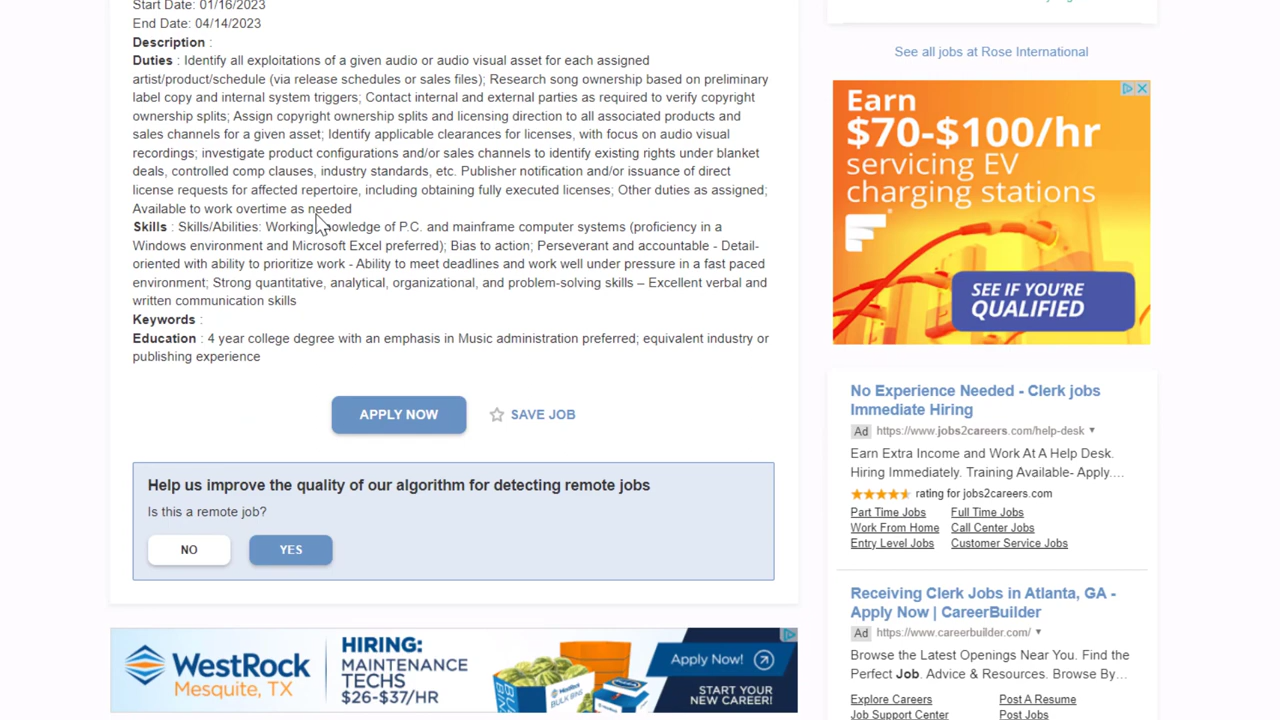 Start Date: 01/16/2023
End Date: 04/14/2023
Description :
Duties : Identify all exploitations of a given audio or audio visual asset for each assigned
artist/product/schedule (via release schedules or sales files); Research song ownership based on preliminary
label copy and internal system triggers; Contact internal and external parties as required to verify copyright
ownership splits; Assign copyright ownership splits and licensing direction to all associated products and
sales channels for a given asset; Identify applicable clearances for licenses, with focus on audio visual
recordings; investigate product configurations and/or sales channels to identify existing rights under blanket
deals, controlled comp clauses, industry standards, etc. Publisher notification and/or issuance of direct
license requests for affected repertoire, including obtaining fully executed licenses; Other duties as assigned;
Available to work overtime as needed
Skills : Skills/Abilities: Working knowledge of P.C. and mainframe computer systems (proficiency in a
Windows environment and Microsoft Excel preferred); Bias to action; Perseverant and accountable - Detail-
oriented with ability to prioritize work - Ability to meet deadlines and work well under pressure in a fast paced
environment; Strong quantitative, analytical, organizational, and problem-solving skills – Excellent verbal and
written communication skills
Keywords :
Education : 4 year college degree with an emphasis in Music administration preferred; equivalent industry or
publishing experience
APPLY NOW
SAVE JOB
Help us improve the quality of our algorithm for detecting remote jobs
Is this a remote job?
NO
YES
WestRock
Mesquite, TX
HIRING:
MAINTENANCE
TECHS
$26-$37/HR
BULK BINS
Apply Now!
START YOUR
NEW CAREER!
See all jobs at Rose International
Earn
$70-$100/hr
servicing EV
charging stations
SEE IF YOU'RE
QUALIFIED
No Experience Needed - Clerk jobs
Immediate Hiring
Ad https://www.jobs2careers.com/help-desk
Earn Extra Income and Work At A Help Desk.
Hiring Immediately. Training Available- Apply....
rating for jobs2careers.com
Part Time Jobs Full Time Jobs
Work From Home Call Center Jobs
Entry Level Jobs Customer Service Jobs
Receiving Clerk Jobs in Atlanta, GA -
Apply Now | CareerBuilder
Ad https://www.careerbuilder.com/
Browse the Latest Openings Near You. Find the
Perfect Job. Advice & Resources. Browse By...
Explore Careers Post A Resume
Job Support Center Post Jobs